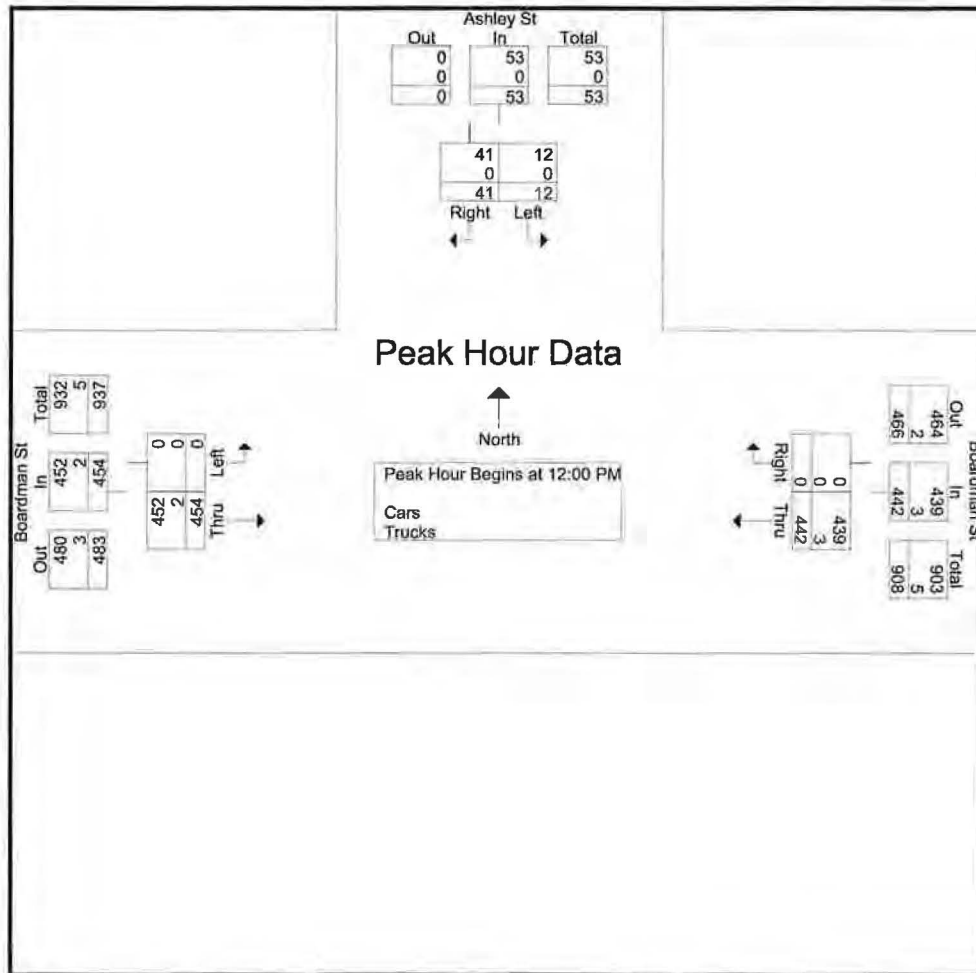 Ashley St
Out In Total
0 53 53
0 0 0
0 53 53
41 12
0 0
41 12
Right Left
Peak Hour Data
North
Peak Hour Begins at 12:00 PM
Cars
Trucks
Boardman St
Out In Total
480 452 932
3 2 5
483 454 937
Left
0
0
0
Thru
452
2
454
Right
0
0
0
Thru
439
3
442
Boardman St
Out In Total
464 439 903
2 3 5
466 442 908